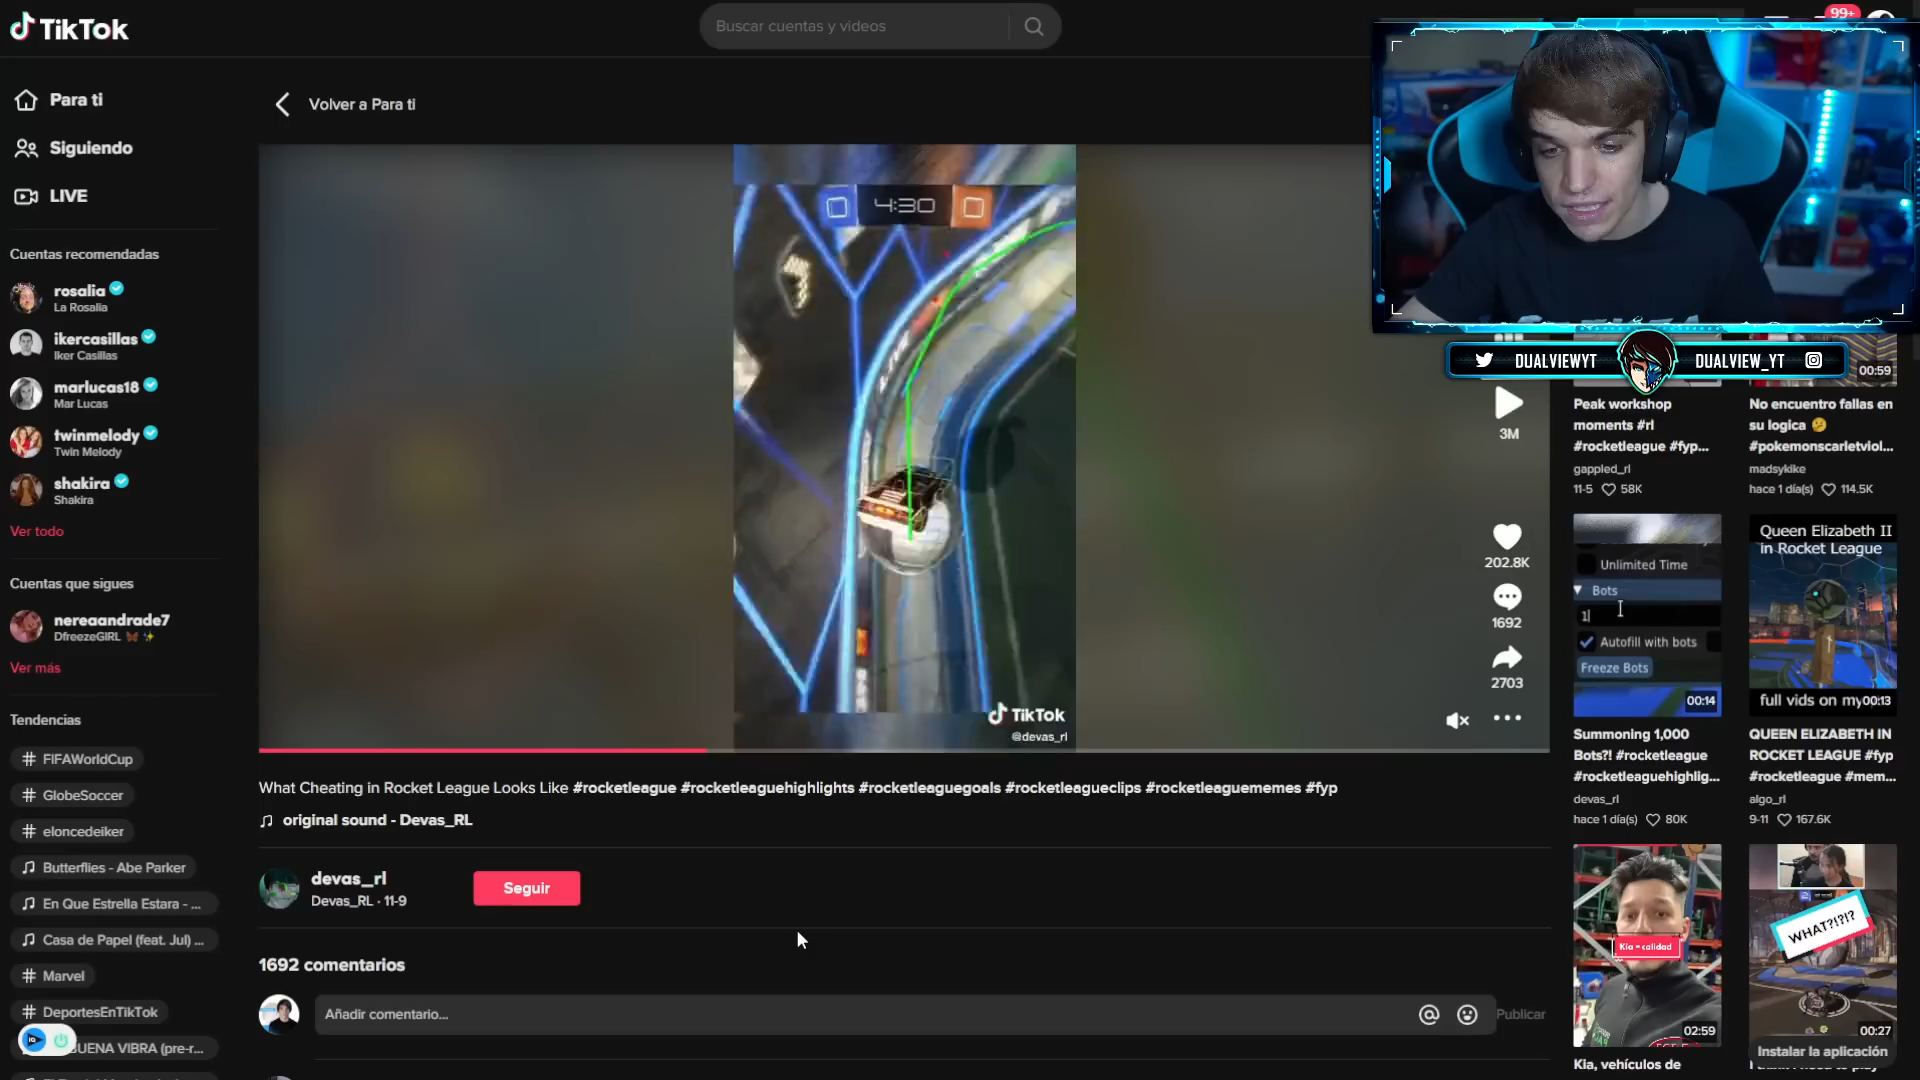 TikTok
Buscar cuentas y videos
99+
Para ti
Siguiendo
LIVE
Cuentas recomendadas
rosalia
La Rosalia
ikercasillas
Iker Casillas
marlucas18
Mar Lucas
twinmelody
Twin Melody
shakira
Shakira
Ver todo
Cuentas que sigues
nereaandrade7
DfreezeGIRL
Ver más
Tendencias
# FIFAWorldCup
# GlobeSoccer
# eloncedeiker
Butterflies - Abe Parker
En Que Estrella Estara - ...
Casa de Papel (feat. Jul) ...
# Marvel
# DeportesEnTikTok
BUENA VIBRA (pre-r...
Volver a Para ti
0 4:30 0
TikTok
@devas_rl
3M
202.8K
1692
2703
What Cheating in Rocket League Looks Like #rocketleague #rocketleaguehighlights #rocketleaguegoals #rocketleagueclips #rocketleaguememes #fyp
original sound - Devas_RL
devas_rl
Devas_RL · 11-9
Seguir
1692 comentarios
Añadir comentario...
Publicar
DUALVIEWYT
DUALVIEW_YT
00:59
Peak workshop
moments #rl
#rocketleague #fyp...
gappled_rl
11-5 58K
No encuentro fallas en
su logica
#pokemonscarletviol...
madsykike
hace 1 día(s) 114.5K
Unlimited Time
Bots
1
Autofill with bots
Freeze Bots
00:14
Summoning 1,000
Bots?! #rocketleague
#rocketleaguehighlig...
devas_rl
hace 1 día(s) 80K
Queen Elizabeth II
in Rocket League
full vids on my
00:13
QUEEN ELIZABETH IN
ROCKET LEAGUE #fyp
#rocketleague #mem...
algo_rl
9-11 167.6K
Kia = calidad
02:59
Kia, vehículos de
WHAT?!?!?
00:27
Instalar la aplicación